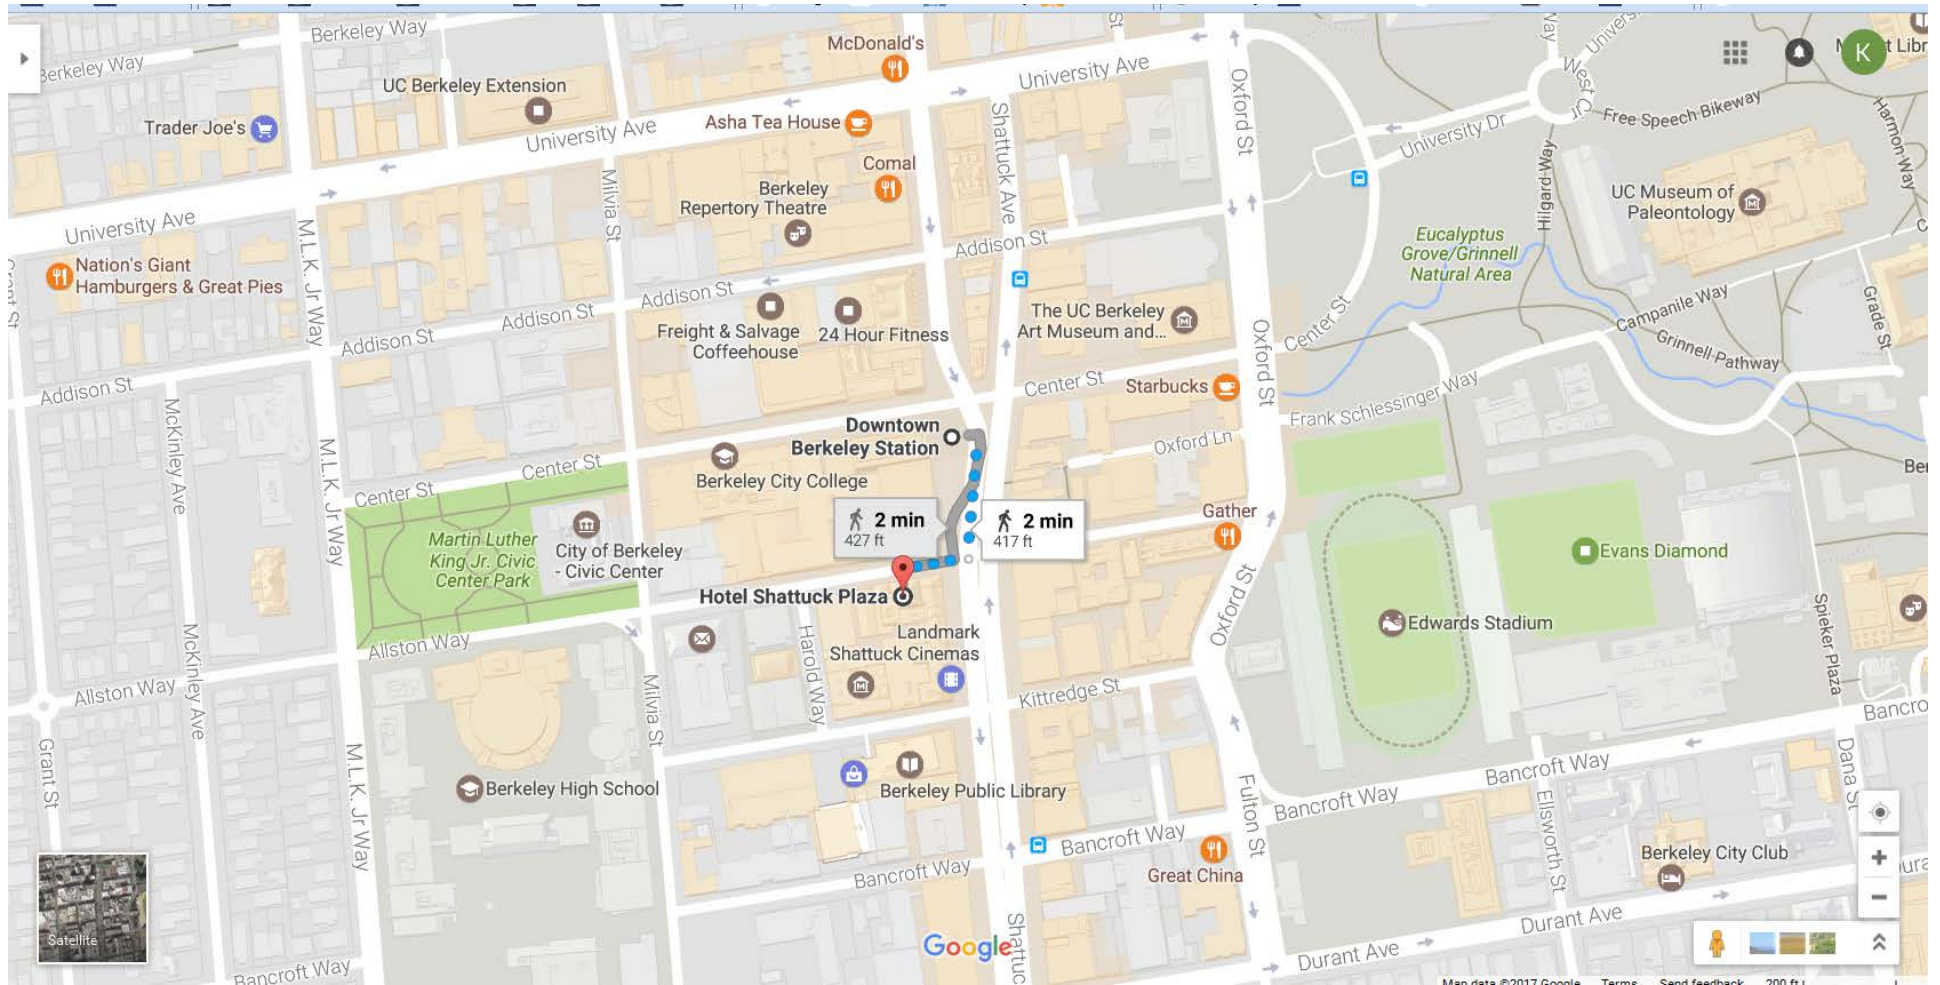 Berkeley Way
Berkeley Way
McDonald's
University Ave
UC Berkeley Extension
Trader Joe's
Asha Tea House
University Ave
Shattuck Ave
Oxford St
West Cir
Free Speech Bikeway
University Dr
Harmon Way
Hilgard Way
Comal
Berkeley
Repertory Theatre
Milvia St
UC Museum of
Paleontology
University Ave
M.L.K. Jr Way
Addison St
Eucalyptus
Grove/Grinnell
Natural Area
Nation's Giant
Hamburgers & Great Pies
Addison St
Addison St
Addison St
Addison St
Freight & Salvage
Coffeehouse
24 Hour Fitness
The UC Berkeley
Art Museum and...
Oxford St
Center St
Campanile Way
Grade St
Grinnell Pathway
Center St
Starbucks
Frank Schlessinger Way
McKinley Ave
Downtown
Berkeley Station
Oxford Ln
M.L.K. Jr Way
Center St
Center St
Berkeley City College
Martin Luther
King Jr. Civic
Center Park
City of Berkeley
- Civic Center
2 min
427 ft
2 min
417 ft
Gather
Evans Diamond
Hotel Shattuck Plaza
Oxford St
Edwards Stadium
Spieker Plaza
Landmark
Shattuck Cinemas
Allston Way
Allston Way
McKinley Ave
Harold Way
Milvia St
Kittredge St
Grant St
M.L.K. Jr Way
Berkeley High School
Berkeley Public Library
Fulton St
Bancroft Way
Bancroft Way
Dana St
Ellsworth St
Bancroft Way
Bancroft Way
Great China
Berkeley City Club
Durant Ave
Durant Ave
Satellite
Bancroft Way
Google
K
Map data ©2017 Google Terms Send feedback 200 ft